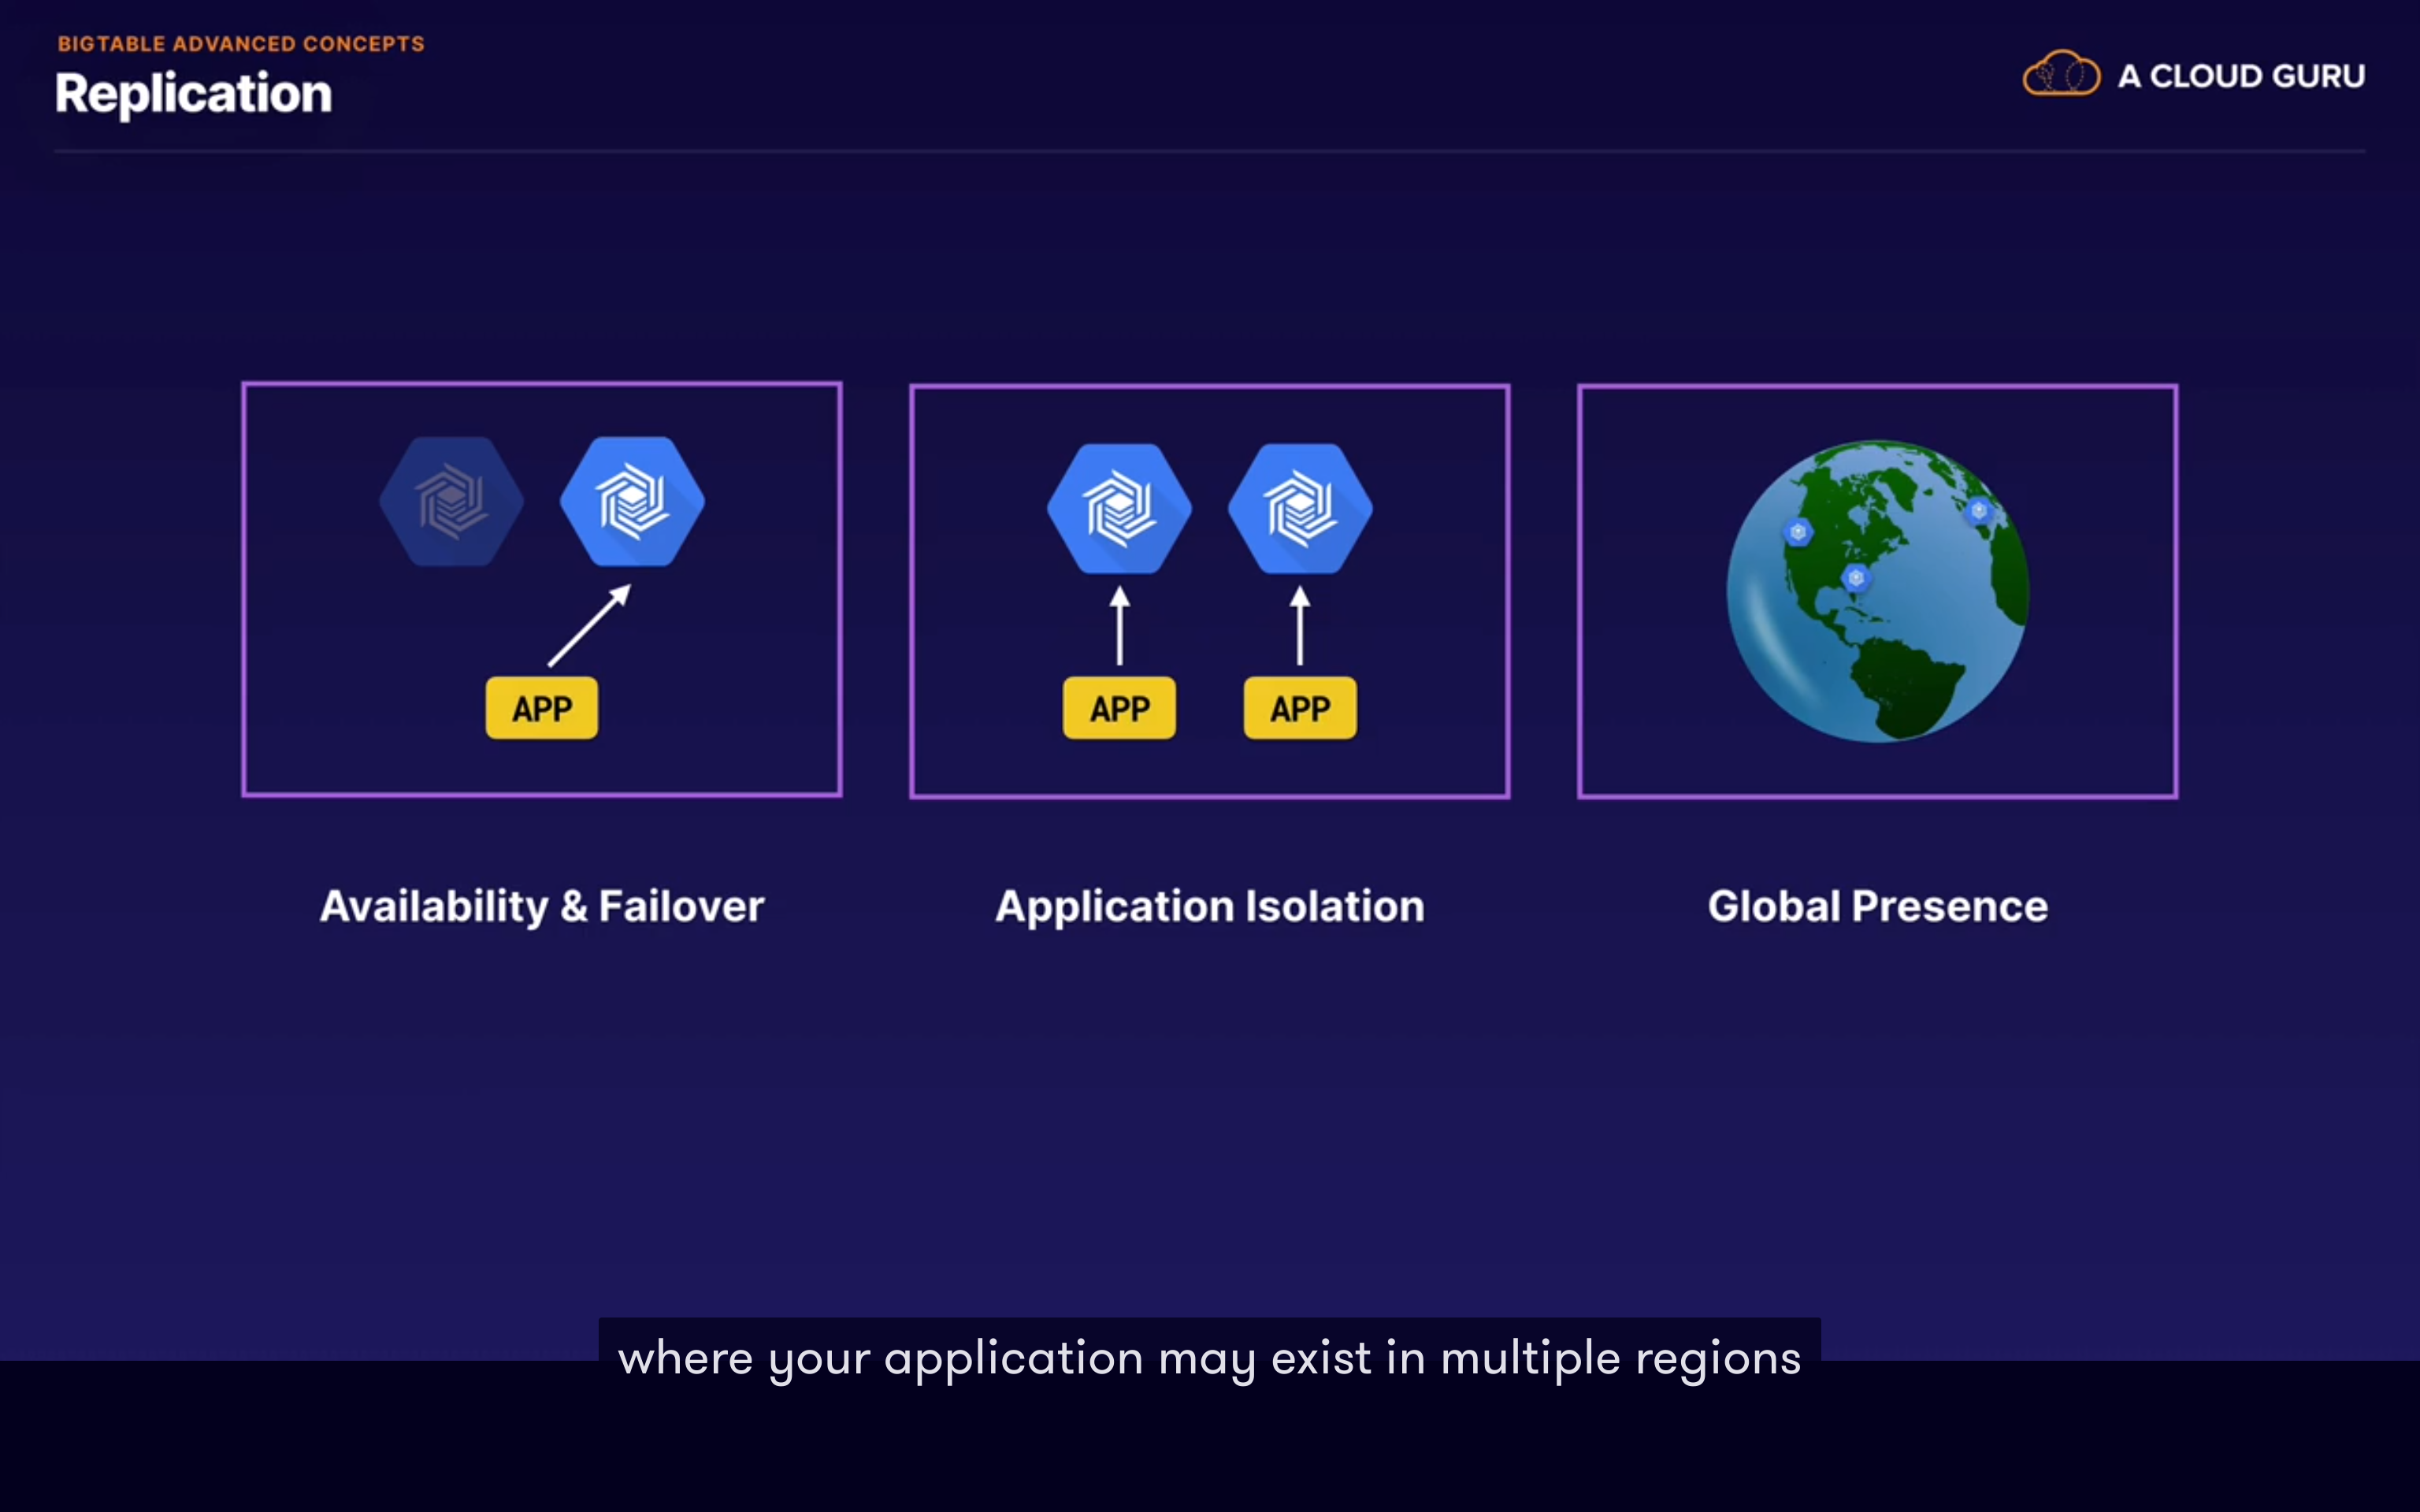 BIGTABLE ADVANCED CONCEPTS
Replication
A CLOUD GURU
APP
APP
APP
Availability & Failover
Application Isolation
Global Presence
where your application may exist in multiple regions